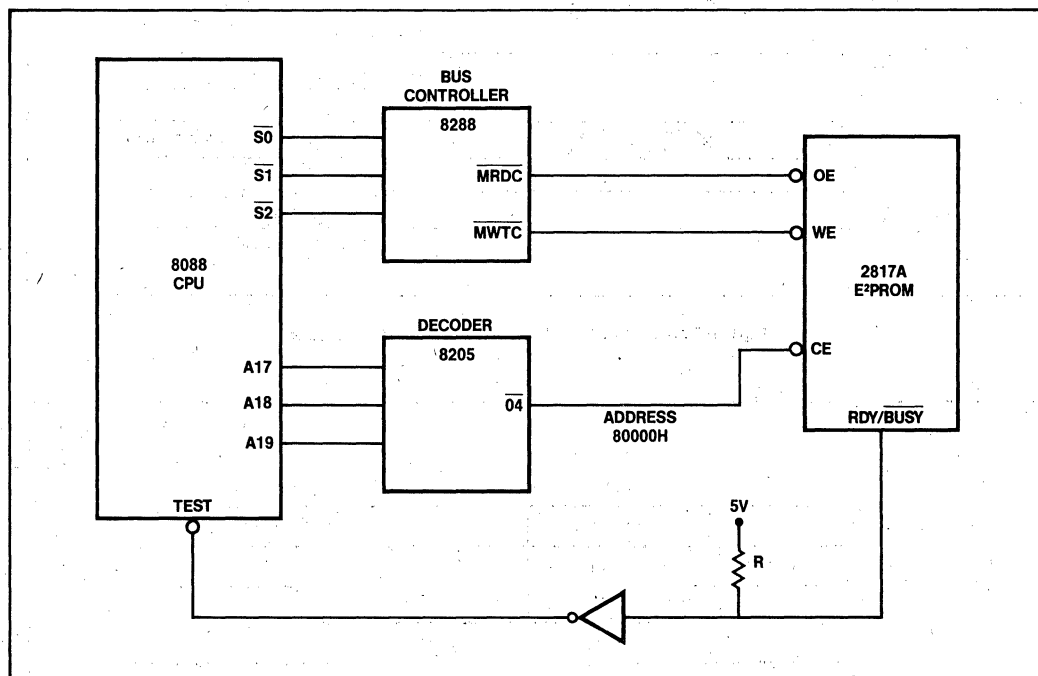 8088
CPU
S0
S1
S2
A17
A18
A19
TEST
BUS
CONTROLLER
8288
MRDC
MWTC
DECODER
8205
04
ADDRESS
80000H
OE
WE
2817A
E²PROM
CE
RDY/BUSY
5V
R